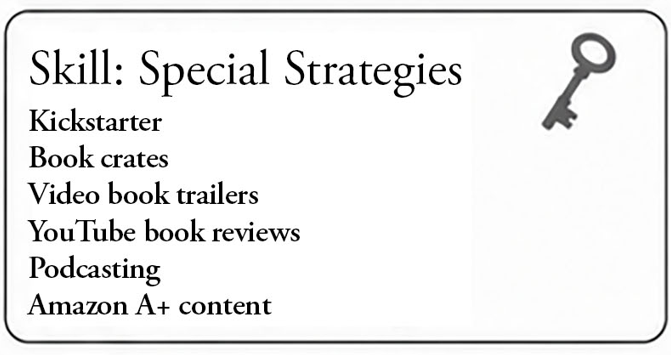 Skill: Special Strategies
Kickstarter
Book crates
Video book trailers
YouTube book reviews
Podcasting
Amazon A+ content